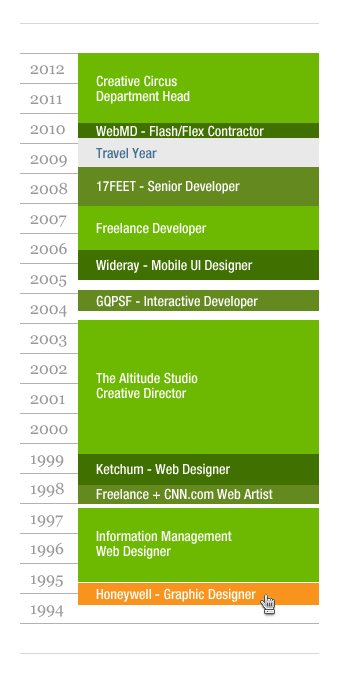 2012
Creative Circus
Department Head
2011
2010
WebMD - Flash/Flex Contractor
Travel Year
2009
17FEET - Senior Developer
2008
2007
Freelance Developer
2006
Wideray - Mobile UI Designer
2005
GQPSF - Interactive Developer
2004
2003
2002
The Altitude Studio
Creative Director
2001
2000
1999
Ketchum - Web Designer
1998
Freelance + CNN.com Web Artist
1997
Information Management
Web Designer
1996
1995
Honeywell - Graphic Designer
1994